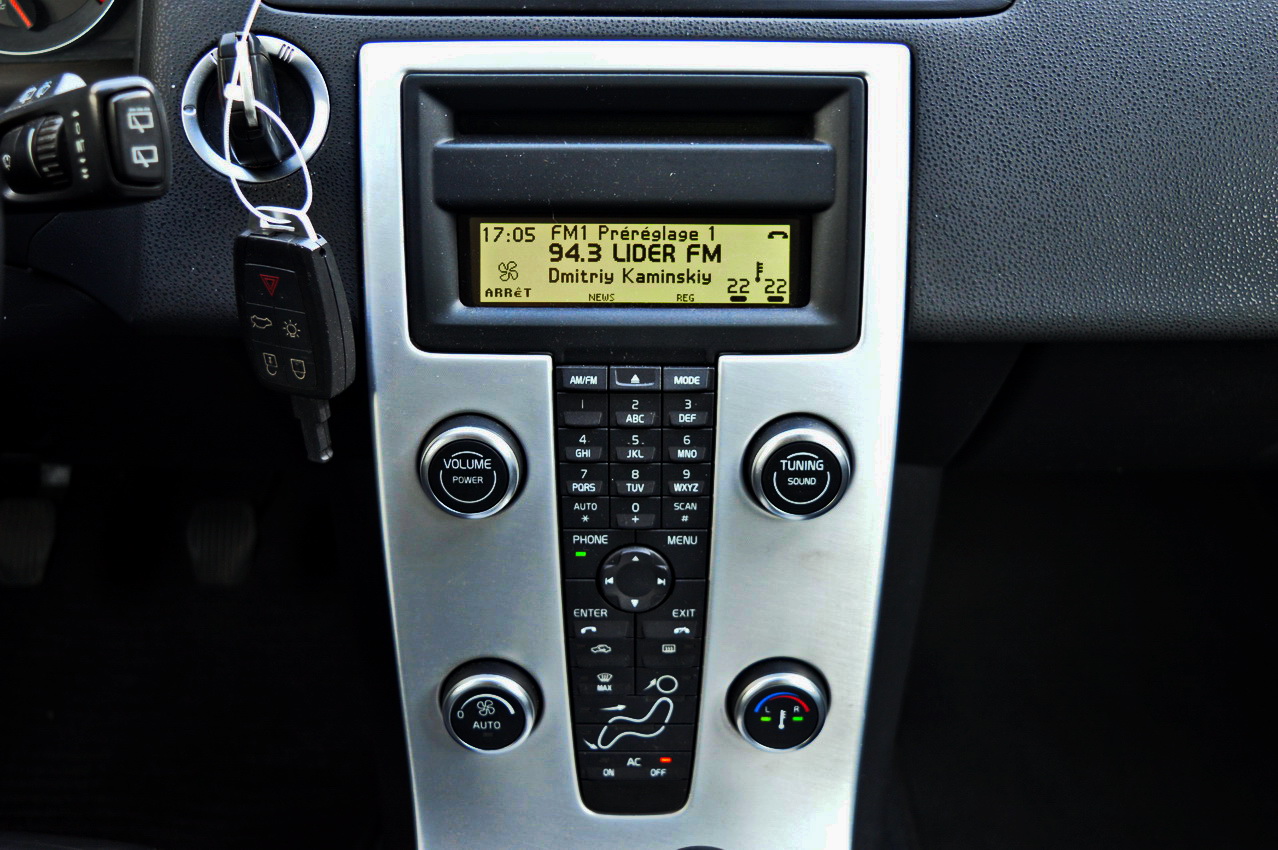 17:05 FM1 Préréglage 1
94.3 LIDER FM
Dmitriy Kaminskiy
ARRêT NEWS REG 22 22
AM/FM MODE
1 2 3
ABC DEF
4 5 6
GHI JKL MNO
7 8 9
PQRS TUV WXYZ
AUTO 0 SCAN
* + #
VOLUME
POWER
TUNING
SOUND
PHONE MENU
ENTER EXIT
MAX
0 AUTO
L R
AC
ON OFF